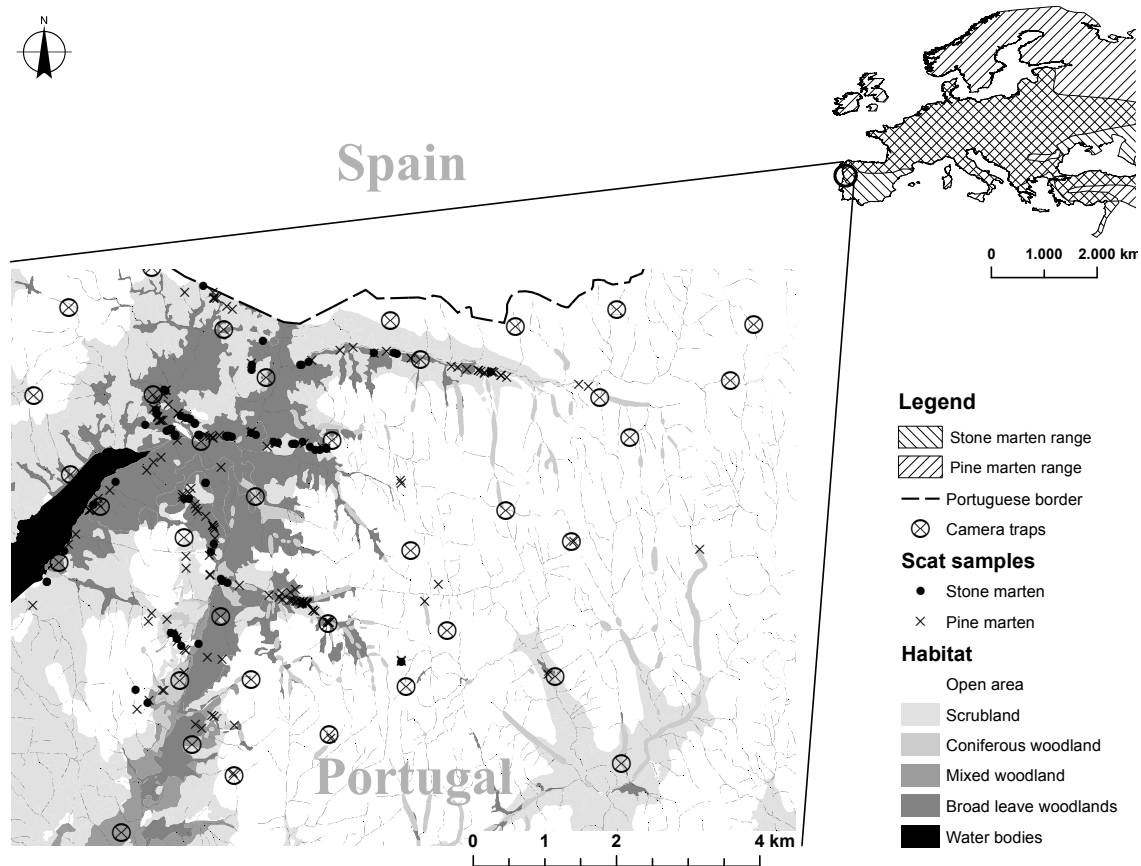 N
Spain
0 1.000 2.000 km
Legend
Stone marten range
Pine marten range
Portuguese border
Camera traps
Scat samples
Stone marten
Pine marten
Habitat
Open area
Scrubland
Coniferous woodland
Mixed woodland
Broad leave woodlands
Water bodies
Portugal
0 1 2 4 km